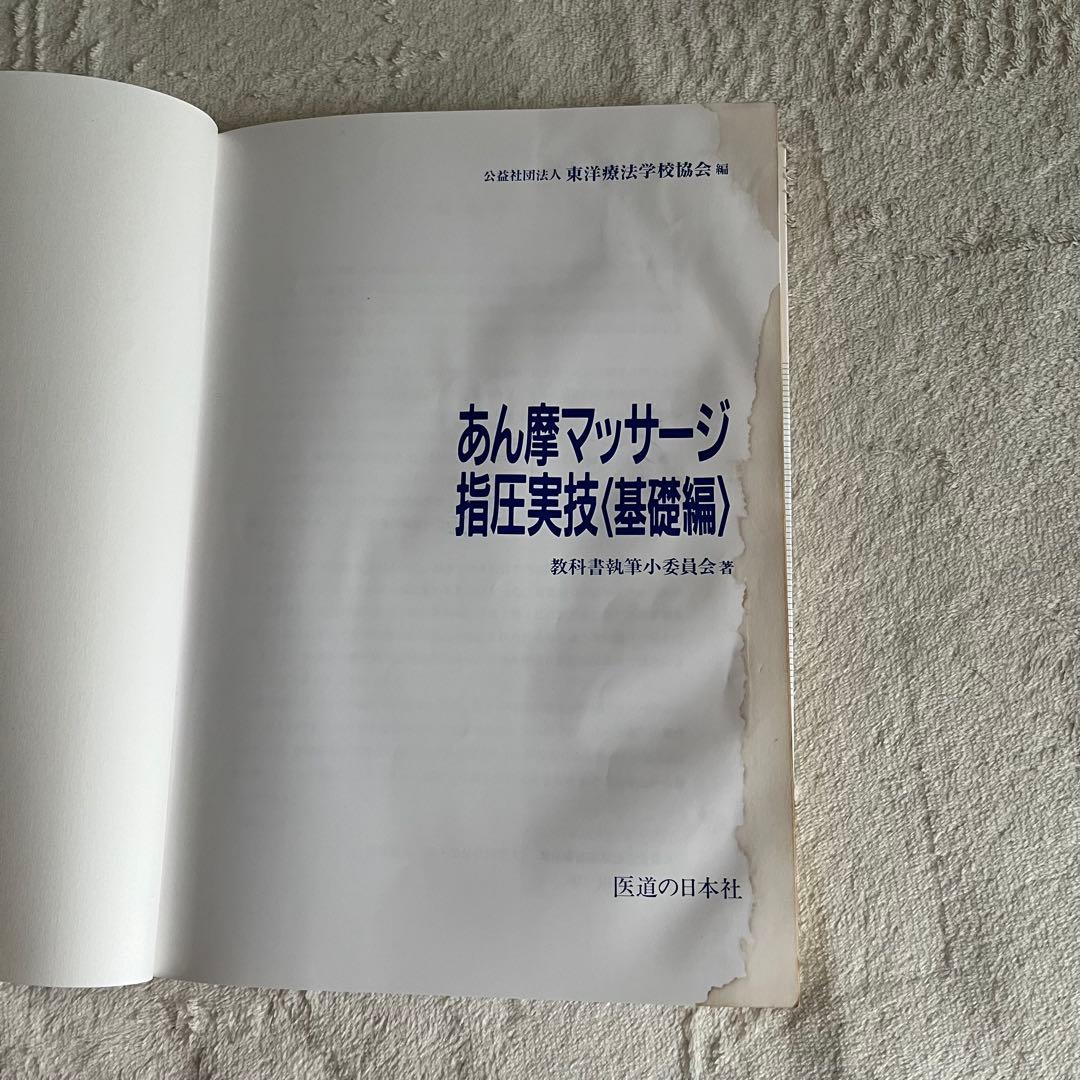 公益社団法人 東洋療法学校協会 編
あん摩マッサージ
指圧実技〈基礎編〉
教科書執筆小委員会 著
医道の日本社